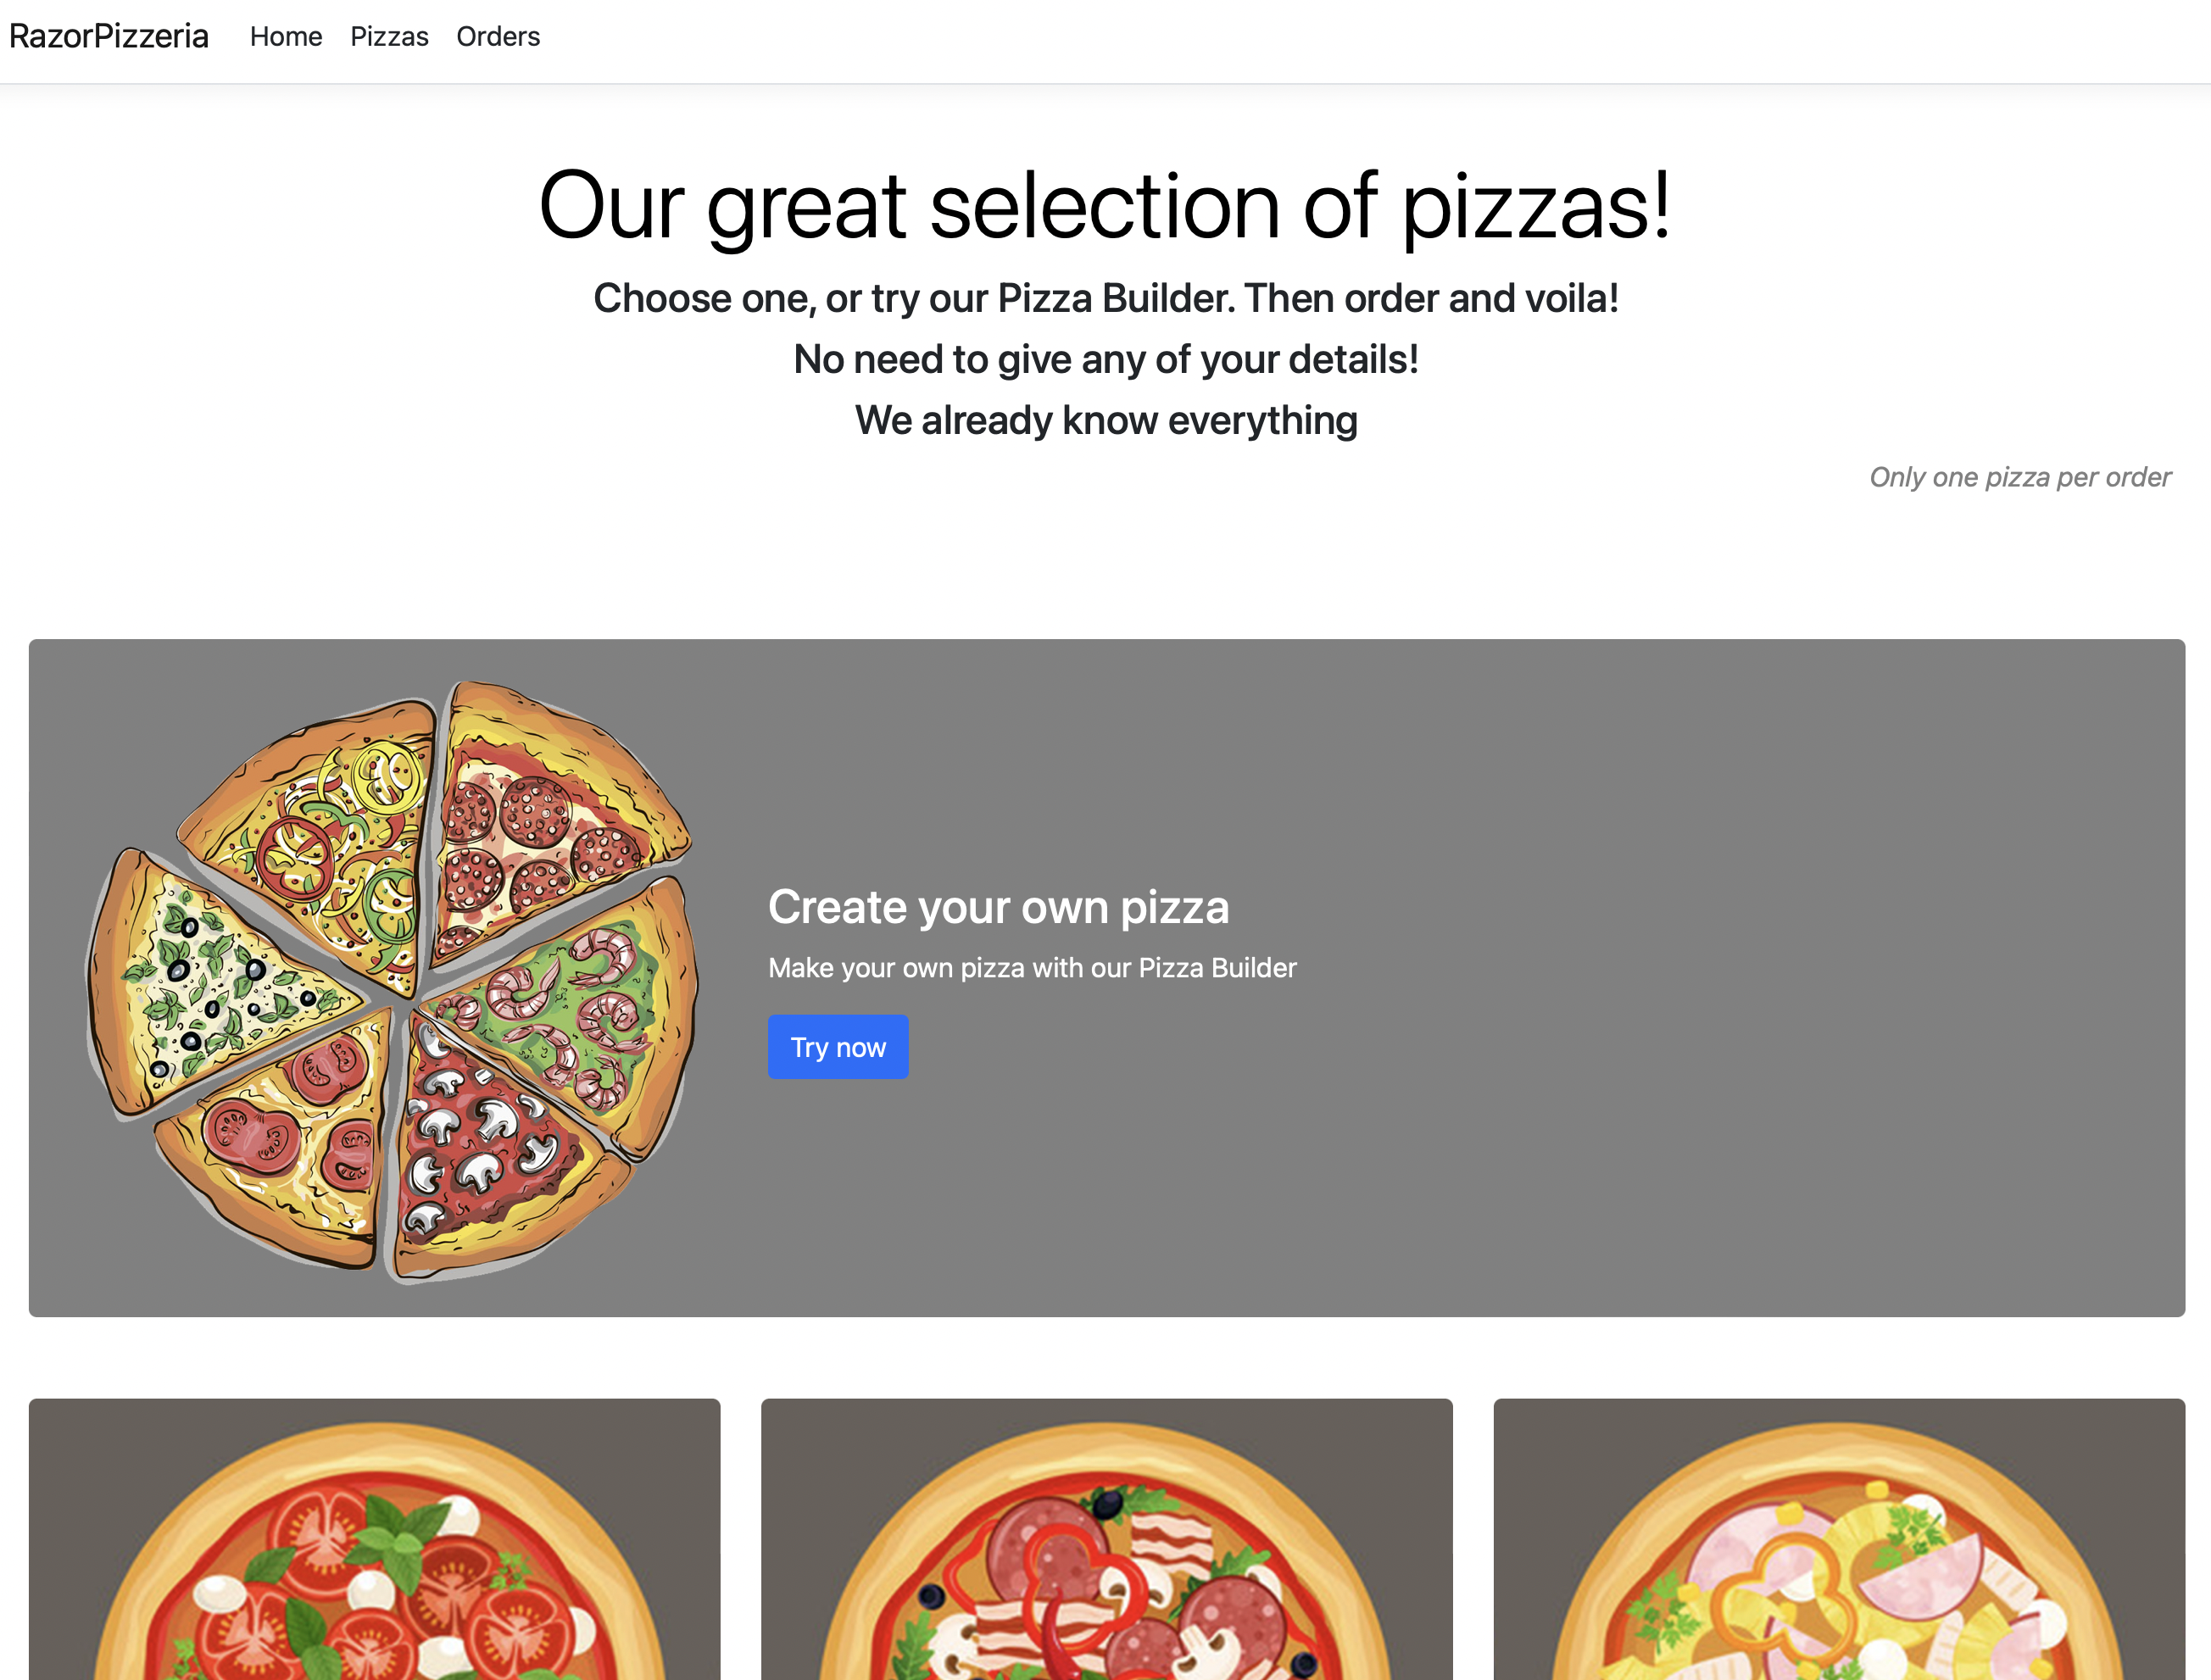 RazorPizzeria Home Pizzas Orders
Our great selection of pizzas!
Choose one, or try our Pizza Builder. Then order and voila!
No need to give any of your details!
We already know everything
Only one pizza per order
Create your own pizza
Make your own pizza with our Pizza Builder
Try now